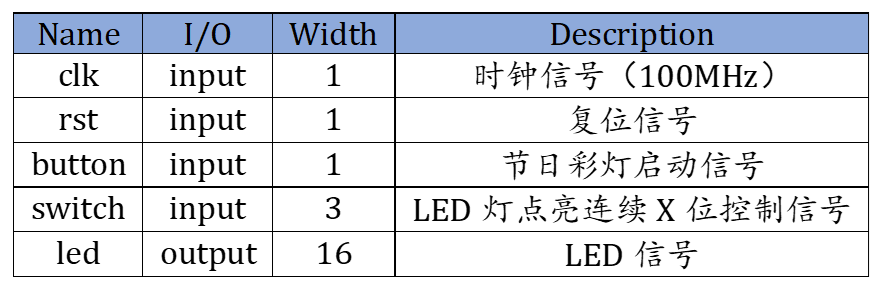 Name I/O Width Description
clk input 1 时钟信号（100MHz）
rst input 1 复位信号
button input 1 节日彩灯启动信号
switch input 3 LED 灯点亮连续 X 位控制信号
led output 16 LED 信号